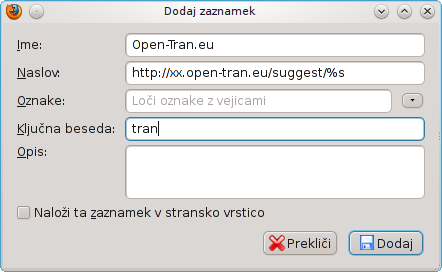 Dodaj zaznamek
Ime: Open-Tran.eu
Naslov: http://xx.open-tran.eu/suggest/%s
Oznake: Loči oznake z vejicami
Ključna beseda: tran
Opis:
Naloži ta zaznamek v stransko vrstico
Prekliči Dodaj